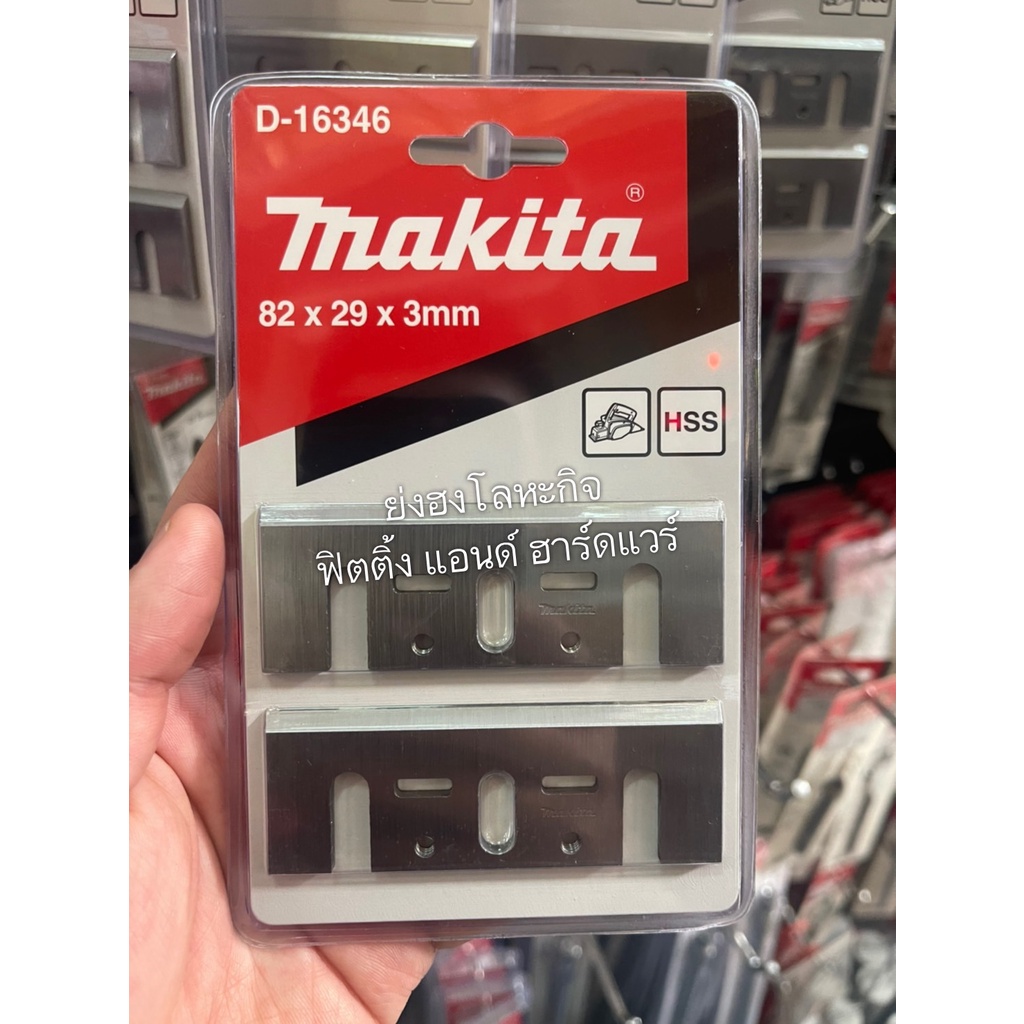 D-16346
makita®
82 x 29 x 3mm
HSS
ย่งฮงโลหะกิจ
ฟิตติ้ง แอนด์ ฮาร์ดแวร์
Makita
Makita
makita